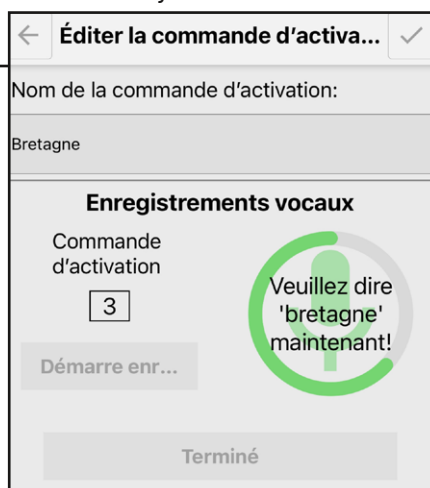 Éditer la commande d'activa...
Nom de la commande d'activation:
Bretagne
Enregistrements vocaux
Commande
d'activation
3
Démarre enr...
Veuillez dire
'bretagne'
maintenant!
Terminé